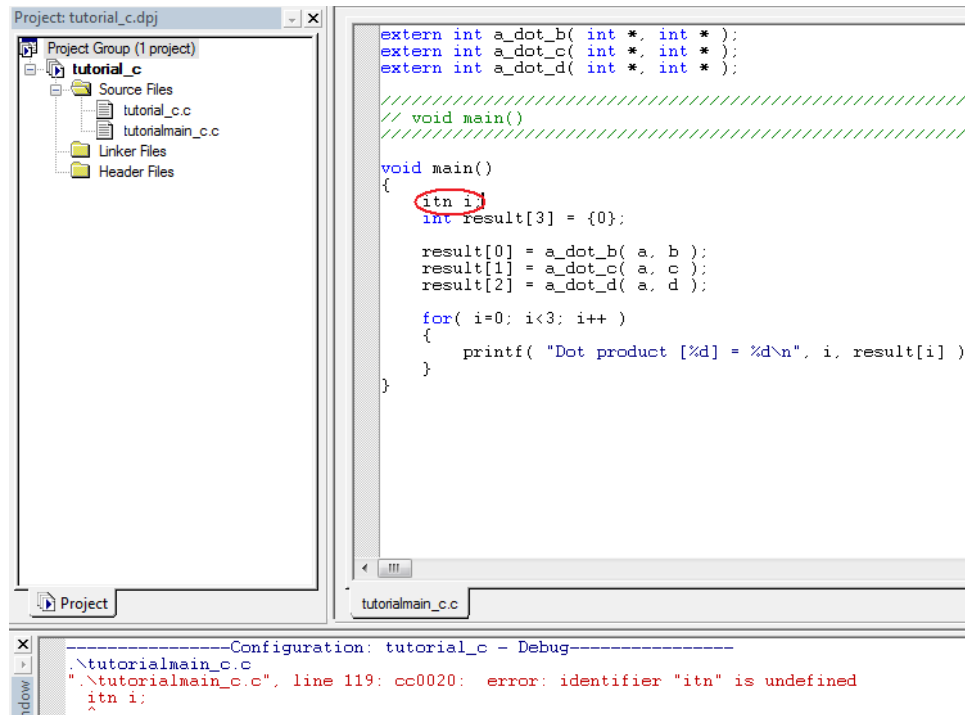 Project: tutorial_c.dpj
Project Group (1 project)
tutorial_c
Source Files
tutorial_c.c
tutorialmain_c.c
Linker Files
Header Files
Project
extern int a_dot_b( int *, int * );
extern int a_dot_c( int *, int * );
extern int a_dot_d( int *, int * );
/////////////////////////////////////////////////////////
// void main()
/////////////////////////////////////////////////////////
void main()
{
itn i;
int result[3] = {0};
result[0] = a_dot_b( a, b );
result[1] = a_dot_c( a, c );
result[2] = a_dot_d( a, d );
for( i=0; i<3; i++ )
{
printf( "Dot product [%d] = %d\n", i, result[i] )
}
}
tutorialmain_c.c
----------------Configuration: tutorial_c - Debug----------------
.\tutorialmain_c.c
".\tutorialmain_c.c", line 119: cc0020:  error: identifier "itn" is undefined
itn i;
^